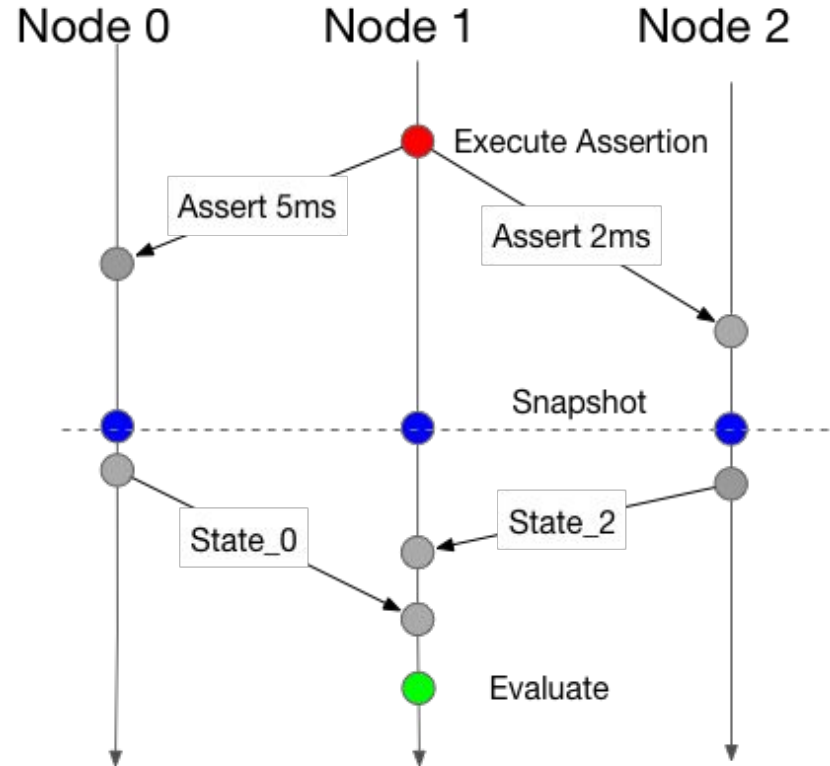 Node 0
Node 1
Node 2
Execute Assertion
Assert 5ms
Assert 2ms
Snapshot
State_0
State_2
Evaluate